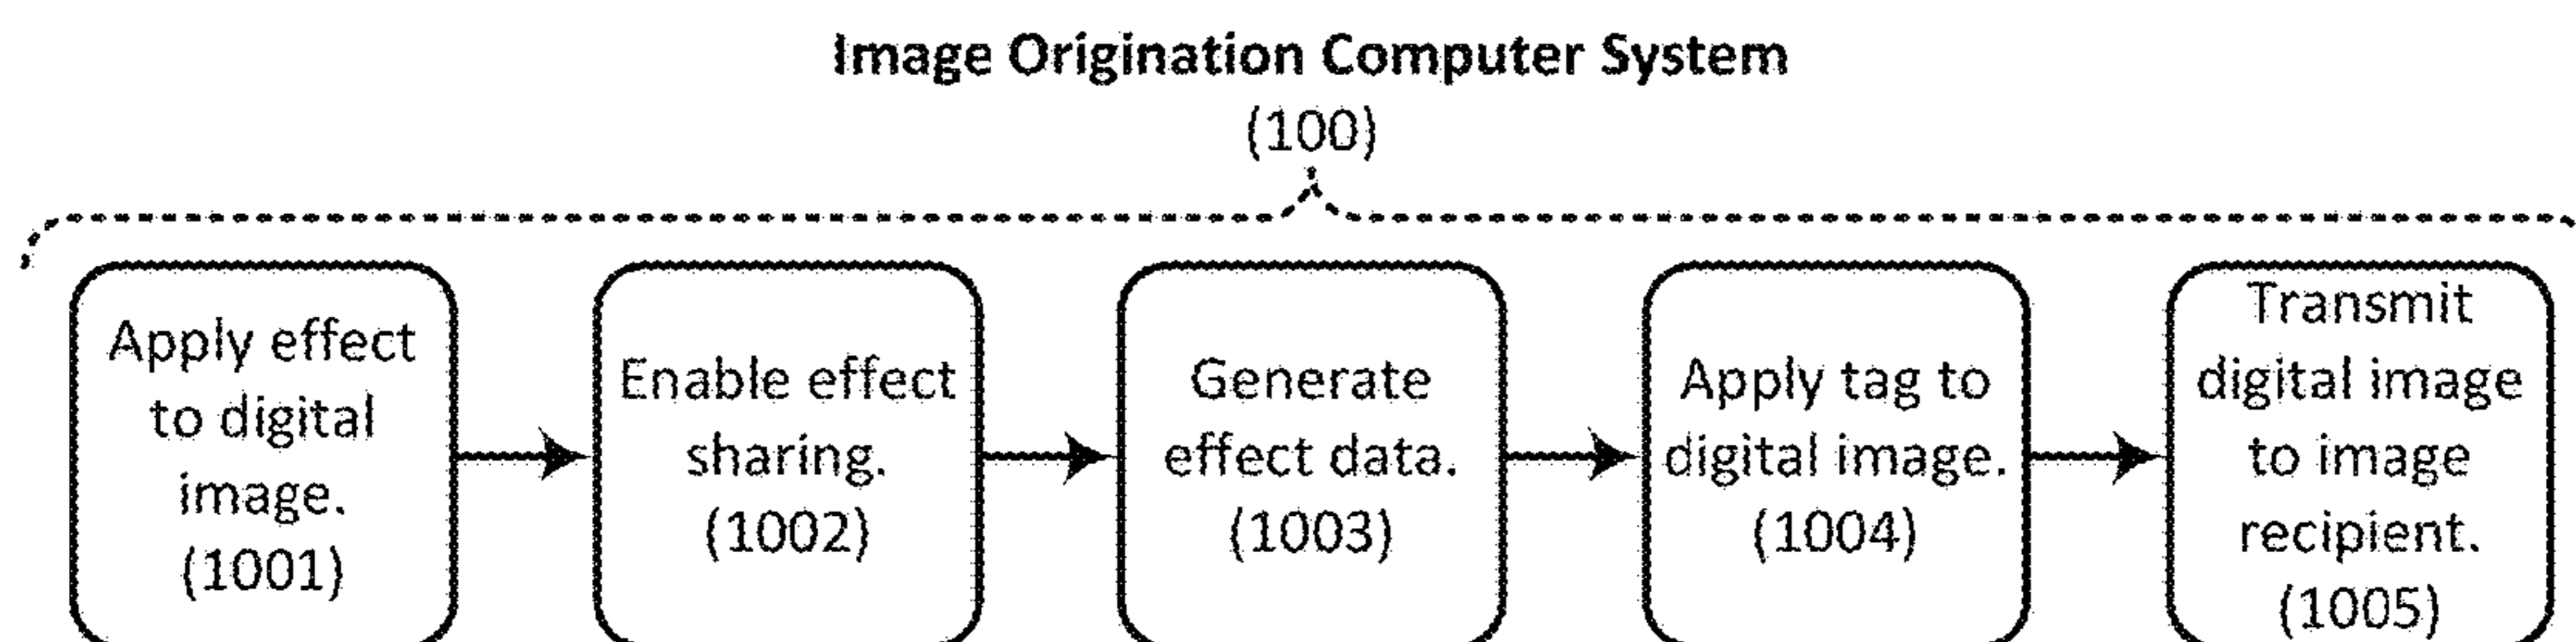 Image Origination Computer System
(100)
Apply effect
to digital
image.
(1001)
Enable effect
sharing.
(1002)
Generate
effect data.
(1003)
Apply tag to
digital image.
(1004)
Transmit
digital image
to image
recipient.
(1005)